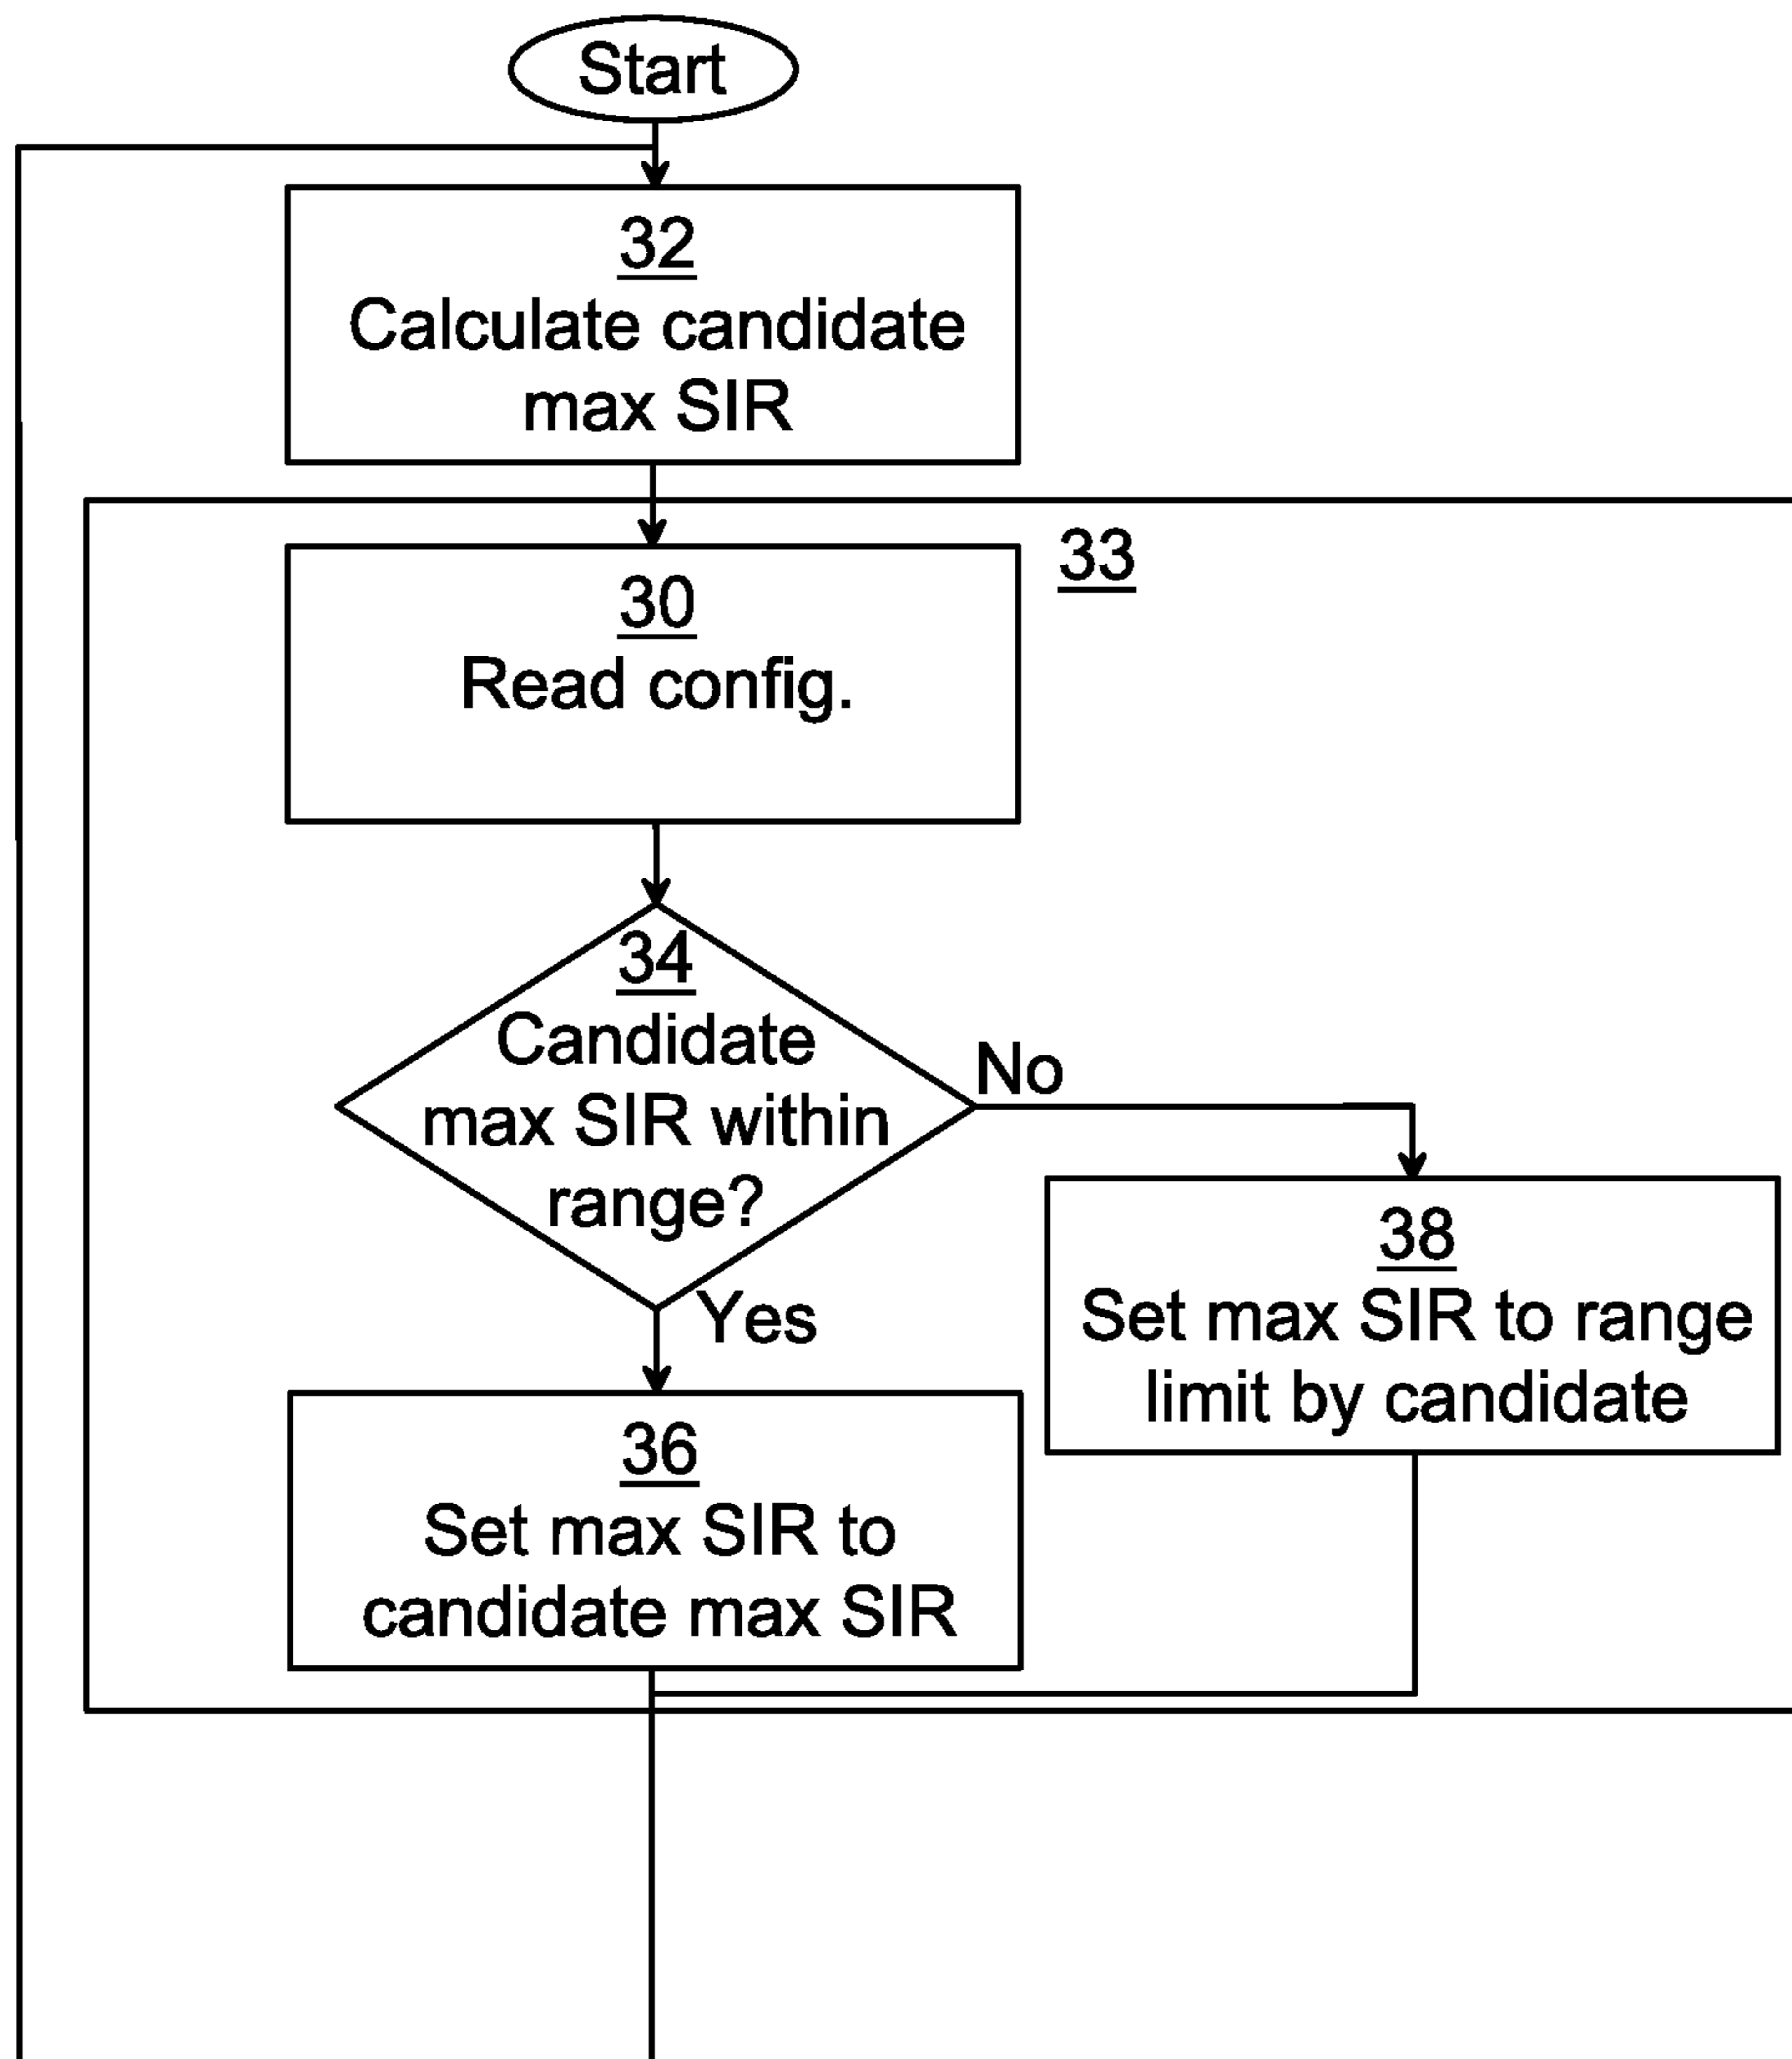 Start
32
Calculate candidate
max SIR
33
30
Read config.
34
Candidate
max SIR within
range?
No
Yes
38
Set max SIR to range
limit by candidate
36
Set max SIR to
candidate max SIR